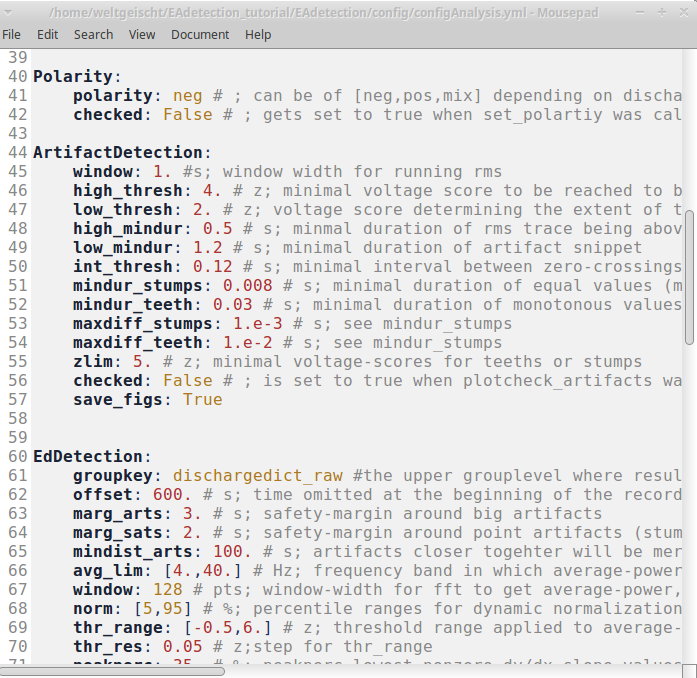 /home/weltgeischt/EAdetection_tutorial/EAdetection/config/configAnalysis.yml - Mousepad
File Edit Search View Document Help
39
40 Polarity:
41 polarity: neg # ; can be of [neg,pos,mix] depending on discha
42 checked: False # ; gets set to true when set_polartiy was cal
43
44 ArtifactDetection:
45 window: 1. #s; window width for running rms
46 high_thresh: 4. # z; minimal voltage score to be reached to b
47 low_thresh: 2. # z; voltage score determining the extent of t
48 high_mindur: 0.5 # s; minmal duration of rms trace being abov
49 low_mindur: 1.2 # s; minimal duration of artifact snippet
50 int_thresh: 0.12 # s; minimal interval between zero-crossings
51 mindur_stumps: 0.008 # s; minimal duration of equal values (m
52 mindur_teeth: 0.03 # s; minimal duration of monotonous values
53 maxdiff_stumps: 1.e-3 # s; see mindur_stumps
54 maxdiff_teeth: 1.e-2 # s; see mindur_stumps
55 zlim: 5. # z; minimal voltage-scores for teeths or stumps
56 checked: False # ; is set to true when plotcheck_artifacts wa
57 save_figs: True
58
59
60 EdDetection:
61 groupkey: dischargedict_raw #the upper grouplevel where resul
62 offset: 600. # s; time omitted at the beginning of the record
63 marg_arts: 3. # s; safety-margin around big artifacts
64 marg_sats: 2. # s; safety-margin around point artifacts (stum
65 mindist_arts: 100. # s; artifacts closer togehter will be mer
66 avg_lim: [4.,40.] # Hz; frequency band in which average-power
67 window: 128 # pts; window-width for fft to get average-power,
68 norm: [5,95] # %; percentile ranges for dynamic normalization
69 thr_range: [-0.5,6.] # z; threshold range applied to average-
70 thr_res: 0.05 # z;step for thr_range